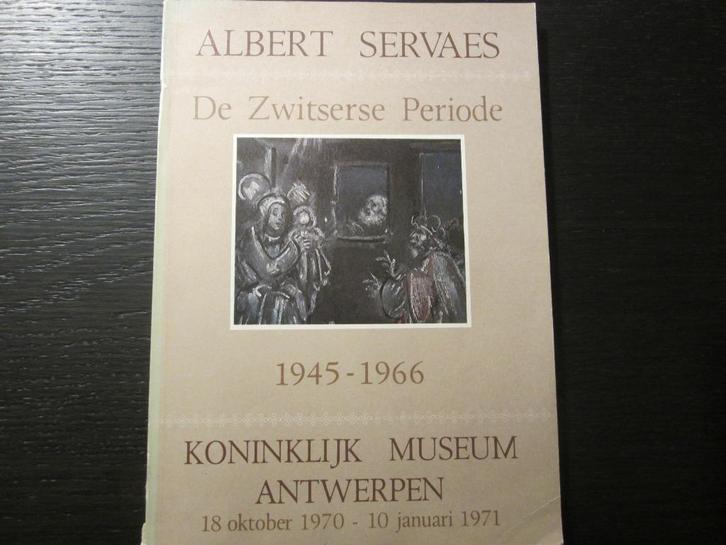 ALBERT SERVAES
De Zwitserse Periode
1945-1966
KONINKLIJK MUSEUM
ANTWERPEN
18 oktober 1970 - 10 januari 1971